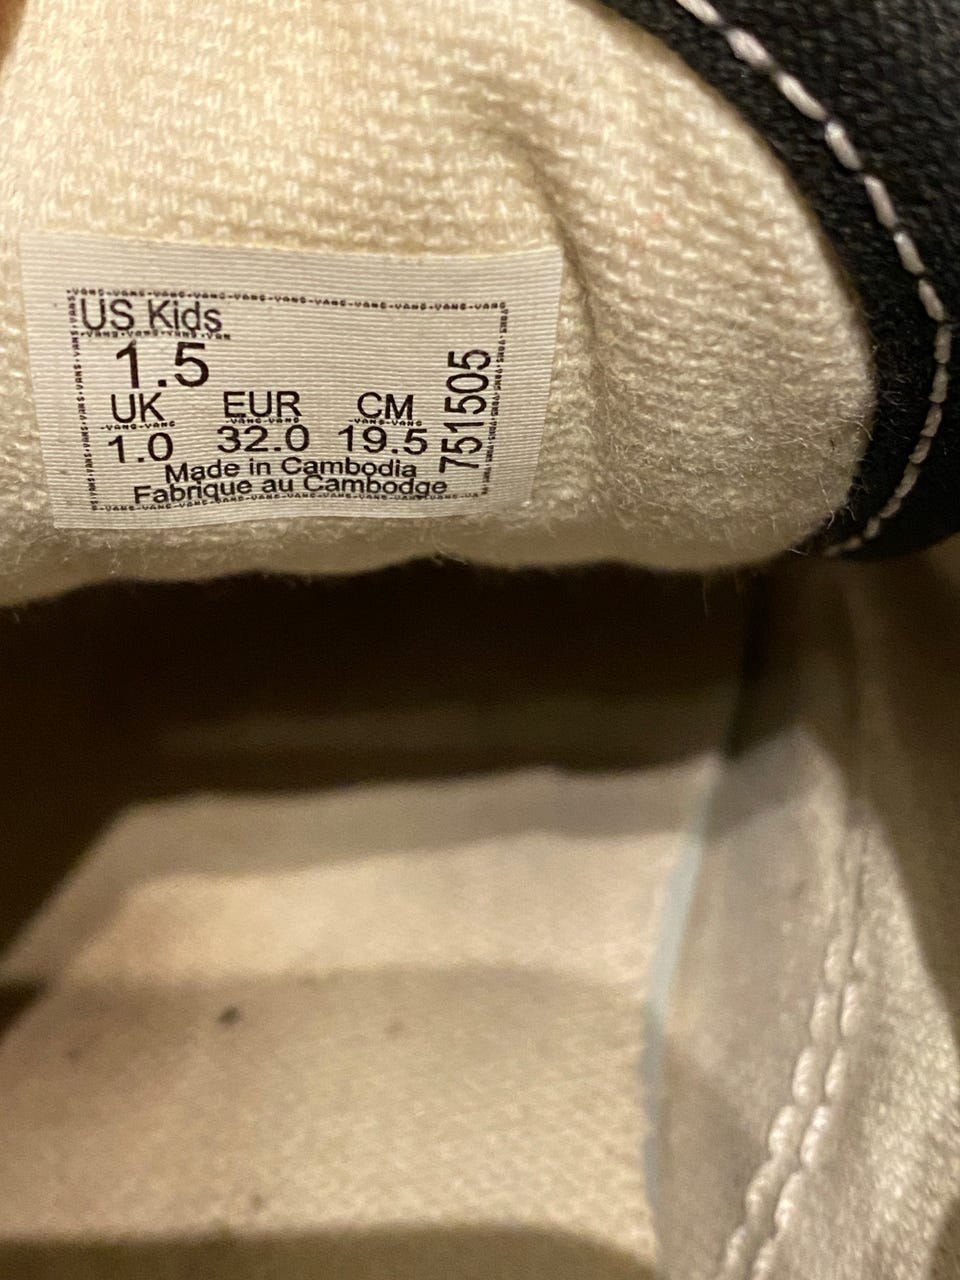 US Kids
1.5
UK EUR CM
1.0 32.0 19.5
Made in Cambodia
Fabriqué au Cambodge
751505